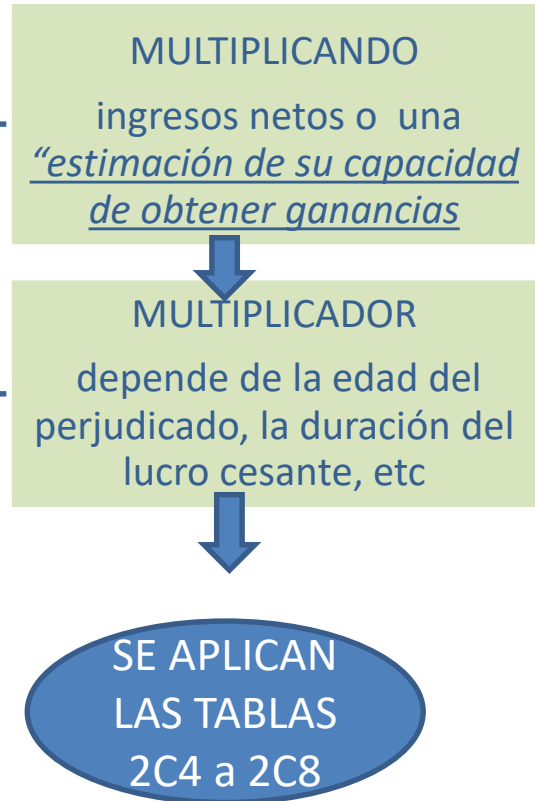 MULTIPLICANDO
ingresos netos o una
“estimación de su capacidad
de obtener ganancias
MULTIPLICADOR
depende de la edad del
perjudicado, la duración del
lucro cesante, etc
SE APLICAN
LAS TABLAS
2C4 a 2C8